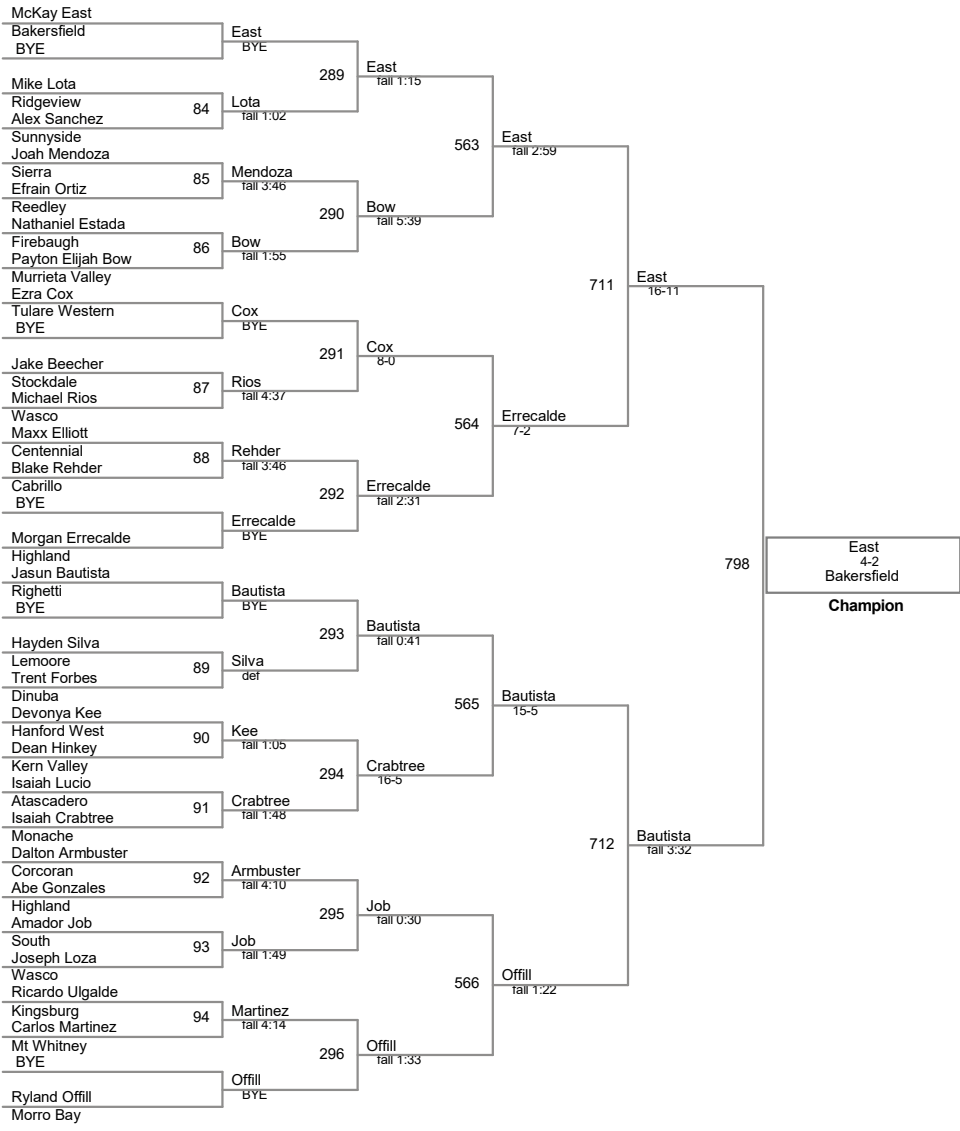 McKay East
Bakersfield
BYE
Mike Lota
Ridgeview
Alex Sanchez
Sunnyside
Joah Mendoza
Sierra
Efrain Ortiz
Reedley
Nathaniel Estada
Firebaugh
Payton Elijah Bow
Murrieta Valley
Ezra Cox
Tulare Western
BYE
Jake Beecher
Stockdale
Michael Rios
Wasco
Maxx Elliott
Centennial
Blake Rehder
Cabrillo
BYE
Morgan Errecalde
Highland
Jasun Bautista
Righetti
BYE
Hayden Silva
Lemoore
Trent Forbes
Dinuba
Devonya Kee
Hanford West
Dean Hinkey
Kern Valley
Isaiah Lucio
Atascadero
Isaiah Crabtree
Monache
Dalton Armbuster
Corcoran
Abe Gonzales
Highland
Amador Job
South
Joseph Loza
Wasco
Ricardo Ulgalde
Kingsburg
Carlos Martinez
Mt Whitney
BYE
Ryland Offill
Morro Bay
84
85
86
87
88
89
90
91
92
93
94
East
BYE
Lota
fall 1:02
Mendoza
fall 3:46
Bow
fall 1:55
Cox
BYE
Rios
fall 4:37
Rehder
fall 3:46
Errecalde
BYE
Bautista
BYE
Silva
def
Kee
fall 1:05
Crabtree
fall 1:48
Armbuster
fall 4:10
Job
fall 1:49
Martinez
fall 4:14
Offill
BYE
289
290
291
292
293
294
295
296
East
fall 1:15
Bow
fall 5:39
Cox
8-0
Errecalde
fall 2:31
Bautista
fall 0:41
Crabtree
16-5
Job
fall 0:30
Offill
fall 1:33
563
564
565
566
East
fall 2:59
Errecalde
7-2
Bautista
15-5
Offill
fall 1:22
711
712
East
16-11
Bautista
fall 3:32
798
East
4-2
Bakersfield
Champion